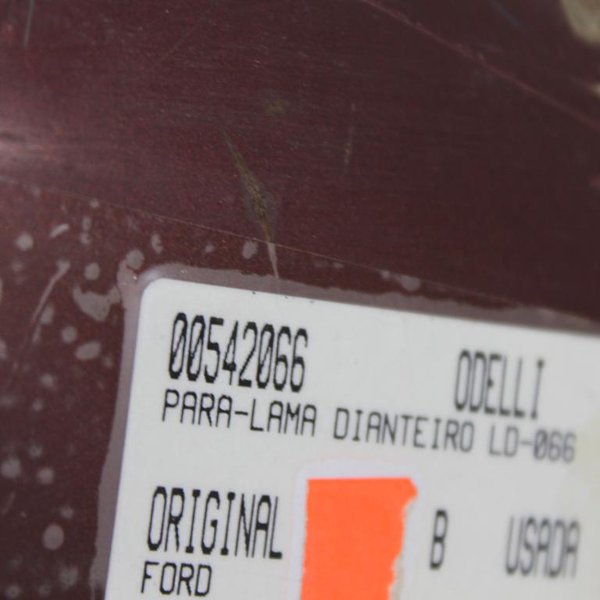 00542066 ODELLI
PARA-LAMA DIANTEIRO LD-066
ORIGINAL B USADA
FORD